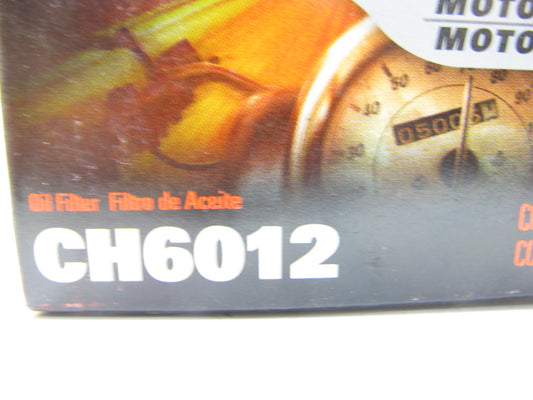 MOTO
MOTO
Oil Filter Filtro de Aceite
CH6012